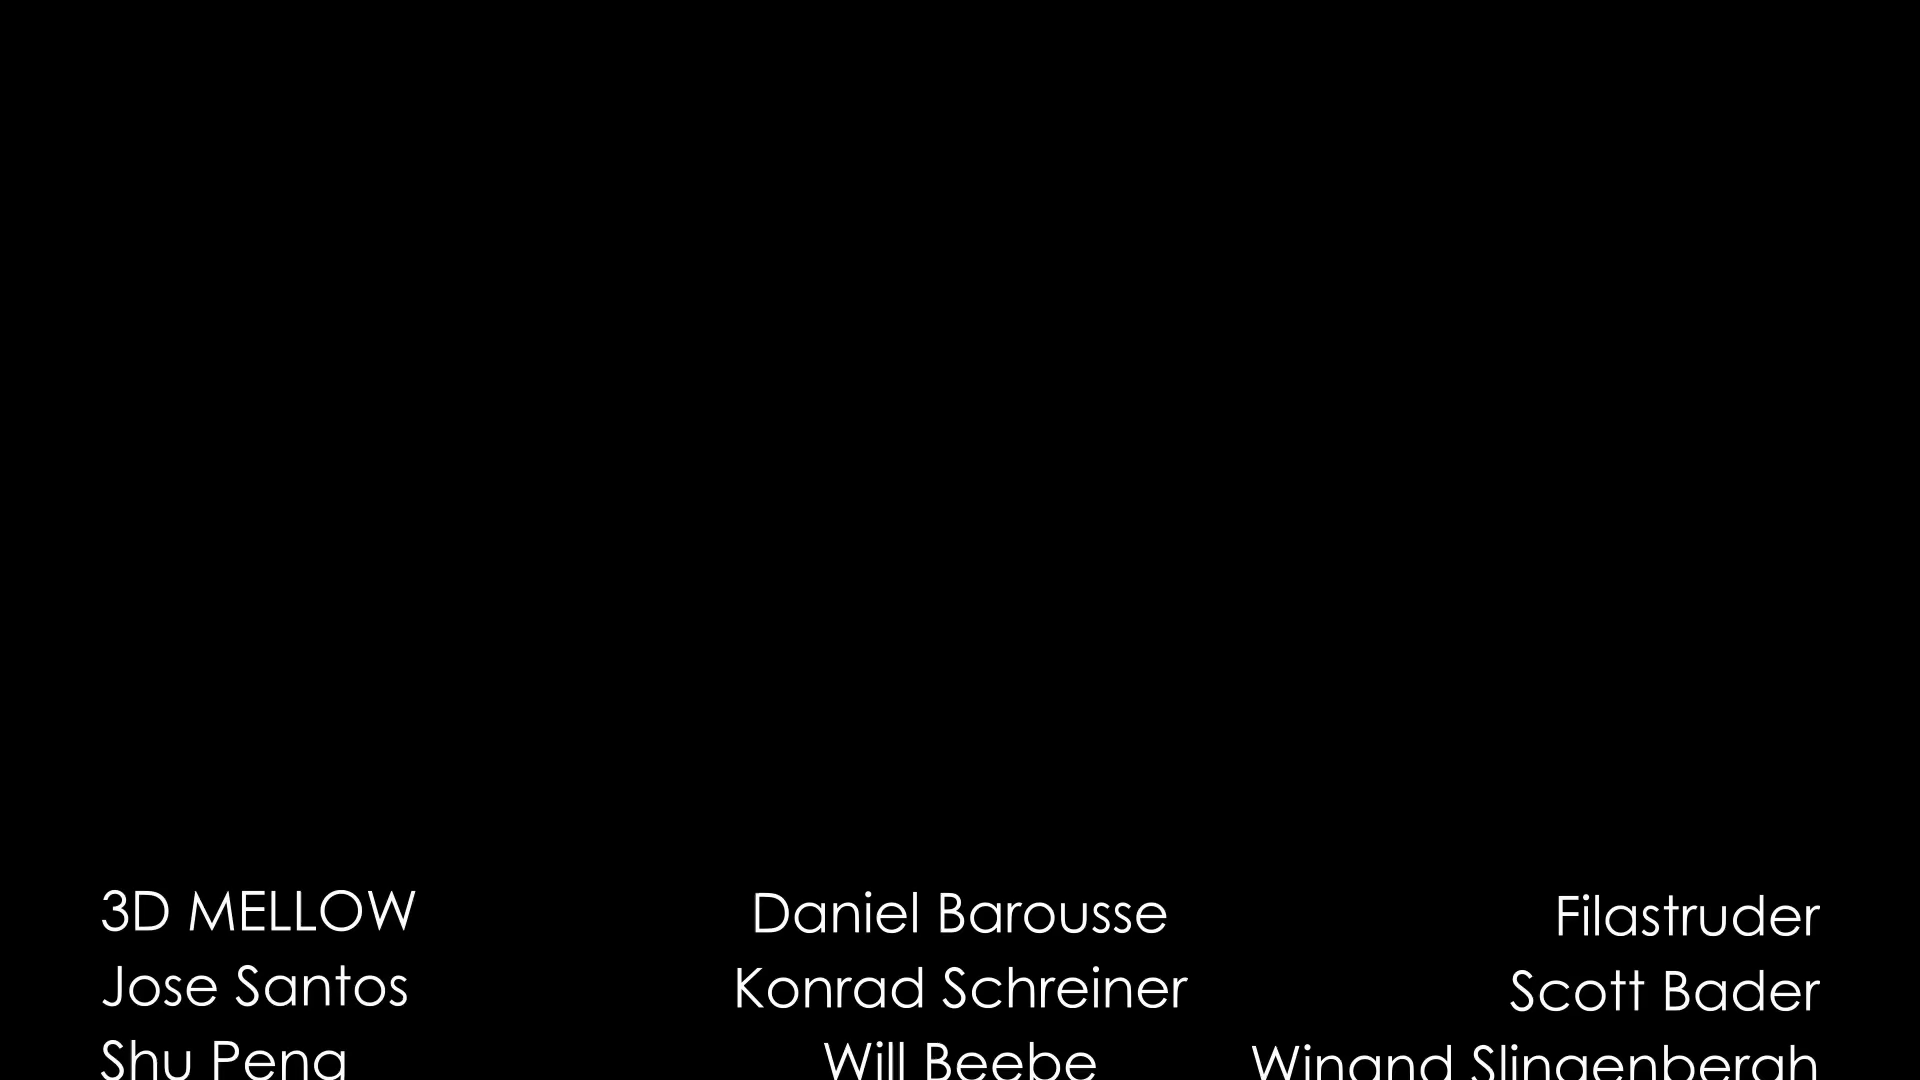 3D MELLOW
Jose Santos
Shu Peng
Daniel Barousse
Konrad Schreiner
Will Beebe
Filastruder
Scott Bader
Winand Slingenbergh